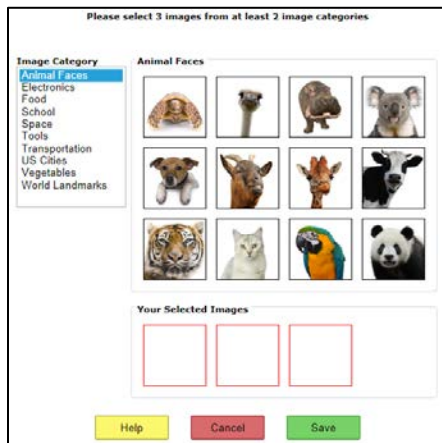 Please select 3 images from at least 2 image categories
Image Category
Animal Faces
Electronics
Food
School
Space
Tools
Transportation
US Cities
Vegetables
World Landmarks
Animal Faces
Your Selected Images
Help
Cancel
Save